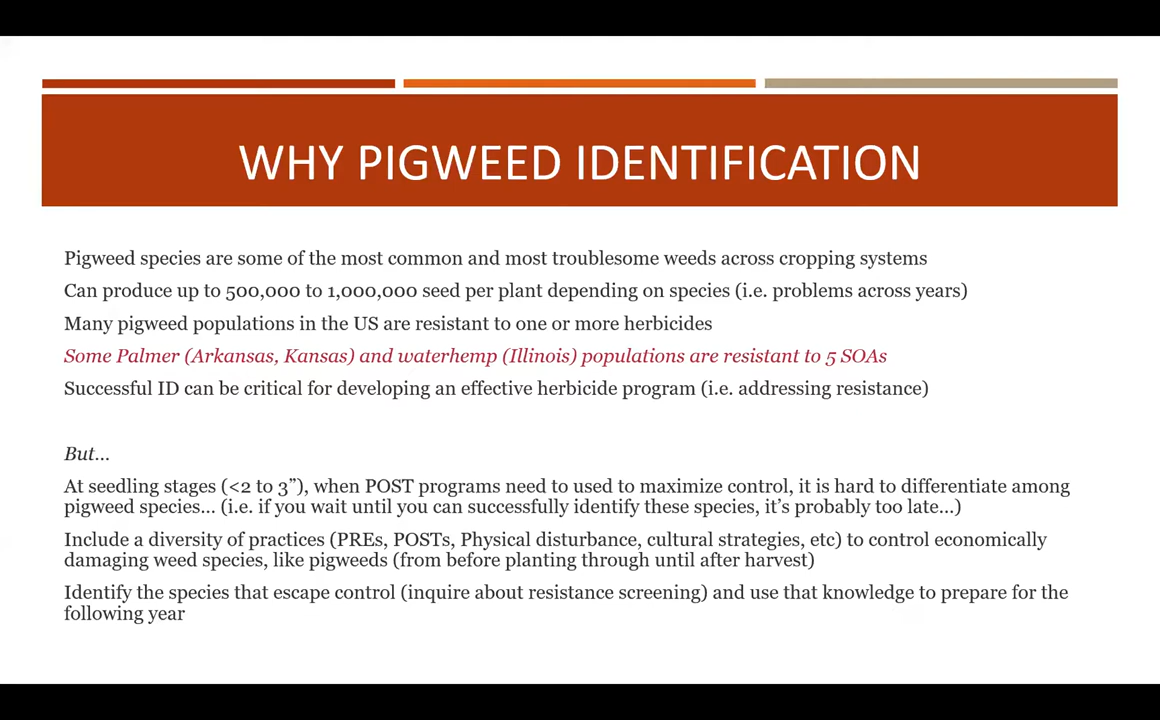 WHY PIGWEED IDENTIFICATION
Pigweed species are some of the most common and most troublesome weeds across cropping systems
Can produce up to 500,000 to 1,000,000 seed per plant depending on species (i.e. problems across years)
Many pigweed populations in the US are resistant to one or more herbicides
Some Palmer (Arkansas, Kansas) and waterhemp (Illinois) populations are resistant to 5 SOAs
Successful ID can be critical for developing an effective herbicide program (i.e. addressing resistance)
But...
At seedling stages (<2 to 3”), when POST programs need to used to maximize control, it is hard to differentiate among
pigweed species... (i.e. if you wait until you can successfully identify these species, it’s probably too late...)
Include a diversity of practices (PREs, POSTs, Physical disturbance, cultural strategies, etc) to control economically
damaging weed species, like pigweeds (from before planting through until after harvest)
Identify the species that escape control (inquire about resistance screening) and use that knowledge to prepare for the
following year